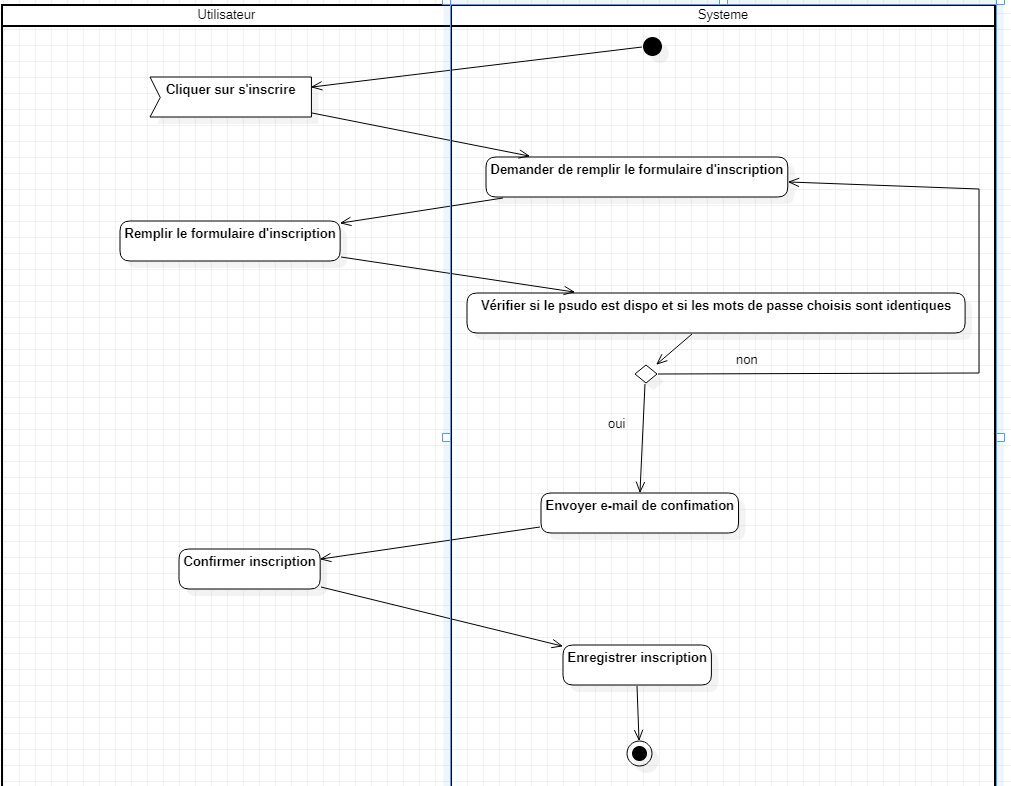 Utilisateur
Systeme
Cliquer sur s'inscrire
Demander de remplir le formulaire d'inscription
Remplir le formulaire d'inscription
Vérifier si le psudo est dispo et si les mots de passe choisis sont identiques
non
oui
Envoyer e-mail de confimation
Confirmer inscription
Enregistrer inscription